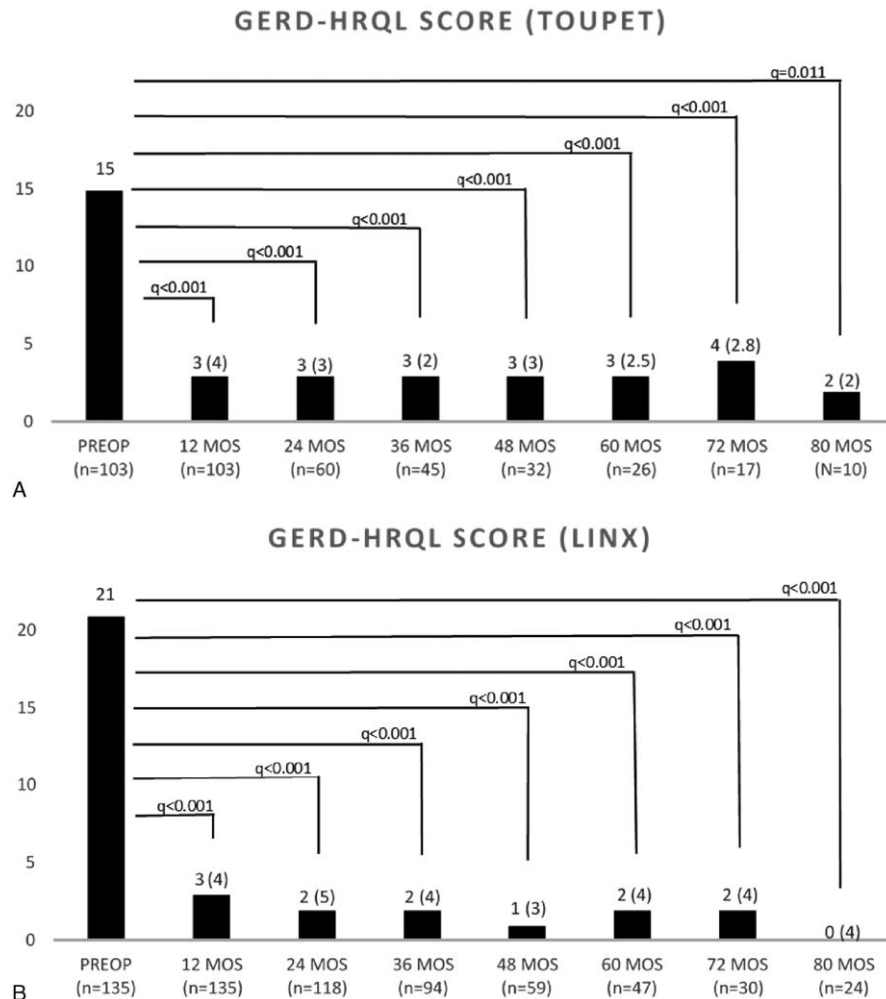 GERD-HRQL SCORE (TOUPET)
q=0.011
20
q<0.001
q<0.001
15
15
q<0.001
q<0.001
10
q<0.001
q<0.001
5
3 (4) 3 (3) 3 (2) 3 (3) 3 (2.5) 4 (2.8) 2 (2)
0
PREOP 12 MOS 24 MOS 36 MOS 48 MOS 60 MOS 72 MOS 80 MOS
(n=103) (n=103) (n=60) (n=45) (n=32) (n=26) (n=17) (N=10)
A
GERD-HRQL SCORE (LINX)
21
q<0.001
20
q<0.001
q<0.001
15
q<0.001
q<0.001
10
q<0.001
q<0.001
5
3 (4) 2 (5) 2 (4) 1 (3) 2 (4) 2 (4) 0 (4)
0
PREOP 12 MOS 24 MOS 36 MOS 48 MOS 60 MOS 72 MOS 80 MOS
(n=135) (n=135) (n=118) (n=94) (n=59) (n=47) (n=30) (n=24)
B